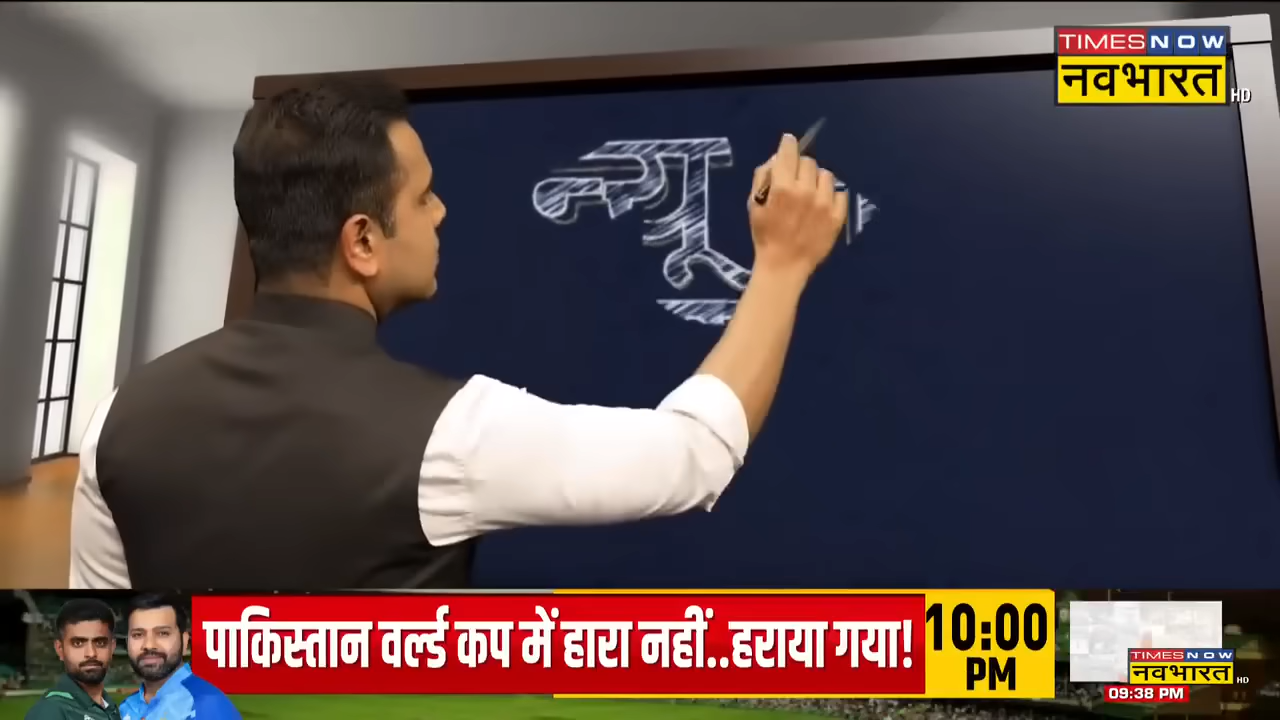 TIMES NOW
नवभारत
HD
न्यू
पाकिस्तान वर्ल्ड कप में हारा नहीं..हराया गया!
10:00
PM
TIMES NOW
नवभारत
HD
09:38 PM